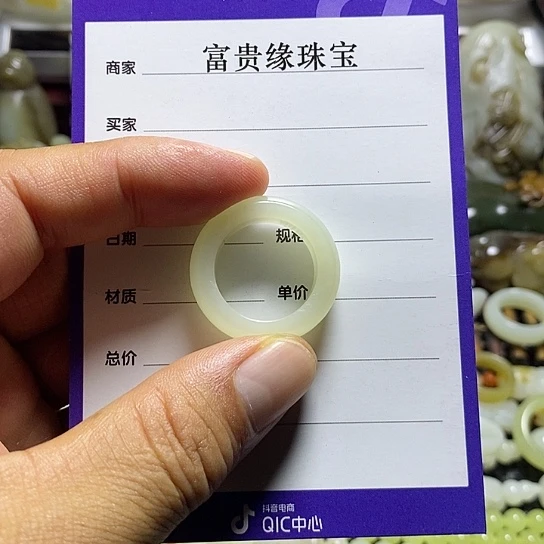 商家 富贵缘珠宝
买家
日期 规格
材质 单价
总价
抖音电商
QIC中心